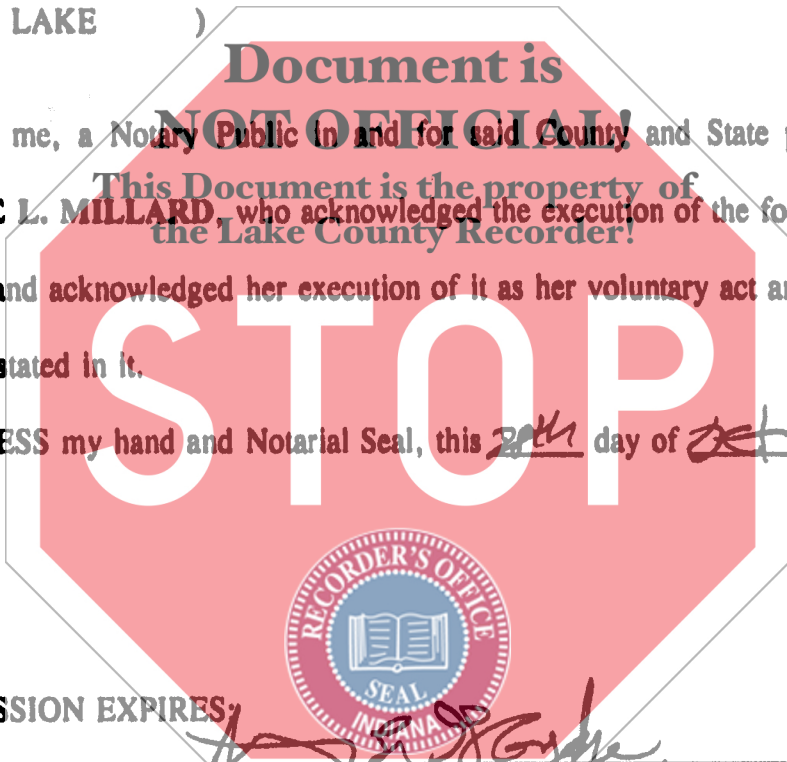 LAKE )
Document is
NOT OFFICIAL!
me, a Notary Public in and for said County and State
This Document is the property of
L. MILLARD, who acknowledged the execution of the fo
the Lake County Recorder!
and acknowledged her execution of it as her voluntary act an
stated in it.
STOP
ESS my hand and Notarial Seal, this day of
RECORDER'S OFFICE
SEAL
INDIANA
SSION EXPIRES: